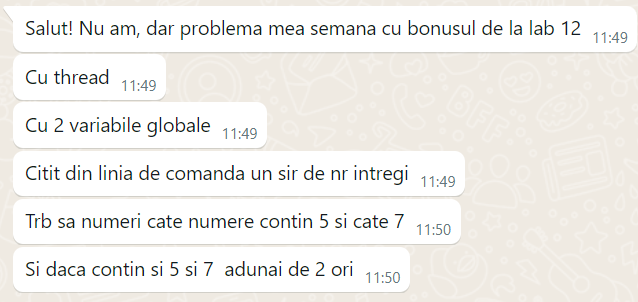 Salut! Nu am, dar problema mea semana cu bonusul de la lab 12 11:49
Cu thread 11:49
Cu 2 variabile globale 11:49
Citit din linia de comanda un sir de nr intregi 11:49
Trb sa numeri cate numere contin 5 si cate 7 11:50
Si daca contin si 5 si 7 adunai de 2 ori 11:50